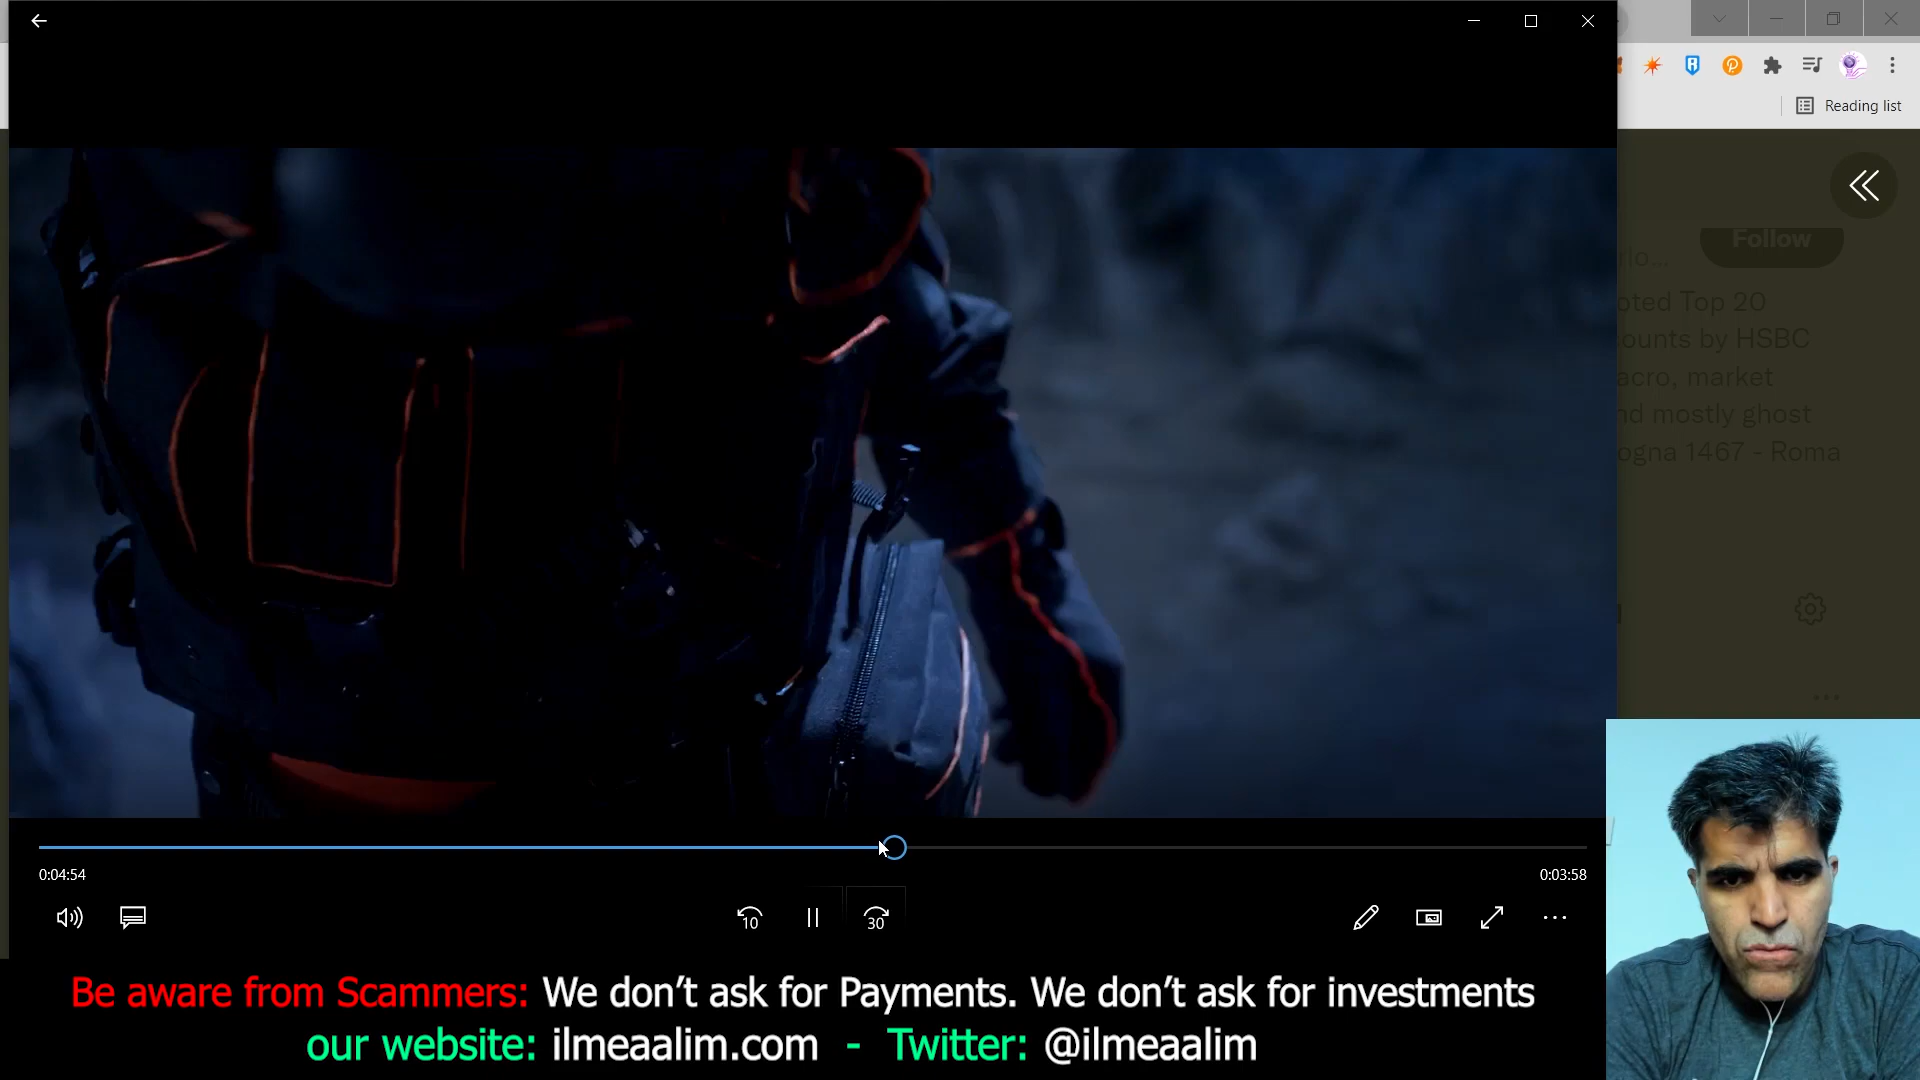 Reading list
Follow
lo...
oted Top 20
ounts by HSBC
acro, market
nd mostly ghost
ogna 1467 - Roma
0:04:54
0:03:58
10
30
Be aware from Scammers: We don't ask for Payments. We don't ask for investments
our website: ilmeaalim.com - Twitter: @ilmeaalim